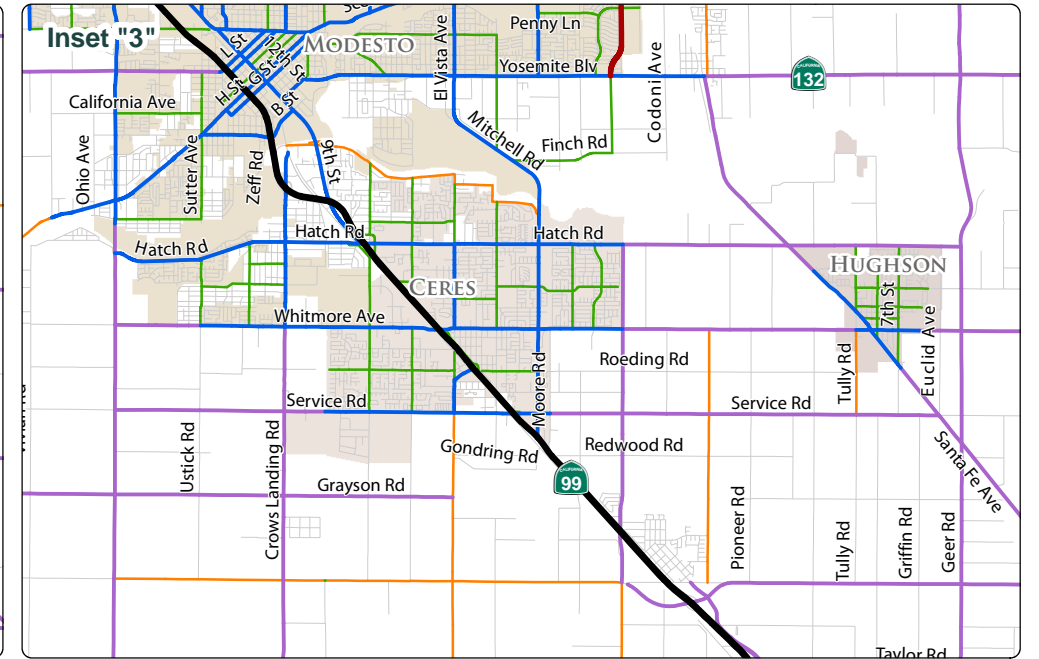 Inset "3"
L St
12th St
G St
H St
B St
MODESTO
El Vista Ave
Penny Ln
Yosemite Blv
Codoni Ave
CALIFORNIA
132
California Ave
Mitchell Rd
Finch Rd
Ohio Ave
Sutter Ave
Zeff Rd
9th St
Hatch Rd
Hatch Rd
Hatch Rd
CERES
HUGHSON
7th St
Whitmore Ave
Roeding Rd
Tully Rd
Euclid Ave
Moore Rd
Service Rd
Service Rd
Ustick Rd
Crows Landing Rd
Gondring Rd
Redwood Rd
Santa Fe Ave
CALIFORNIA
99
Grayson Rd
Pioneer Rd
Tully Rd
Griffin Rd
Geer Rd
Taylor Rd